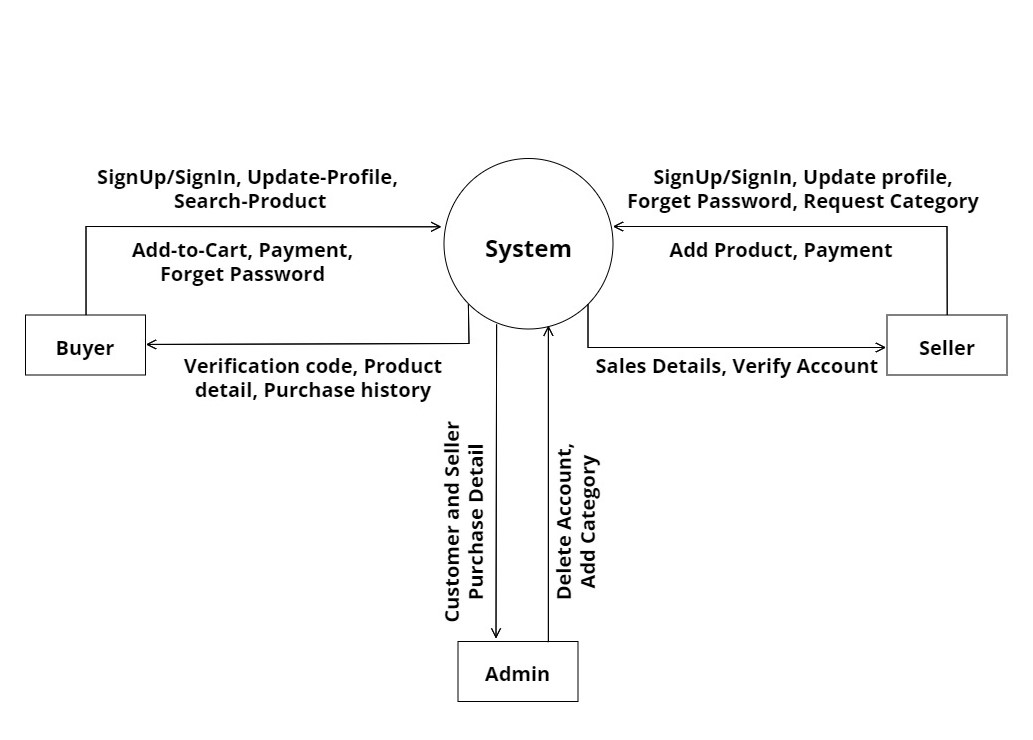 SignUp/SignIn, Update-Profile,
Search-Product
Add-to-Cart, Payment,
Forget Password
System
SignUp/SignIn, Update profile,
Forget Password, Request Category
Add Product, Payment
Buyer
Verification code, Product
detail, Purchase history
Seller
Sales Details, Verify Account
Customer and Seller
Purchase Detail
Delete Account,
Add Category
Admin